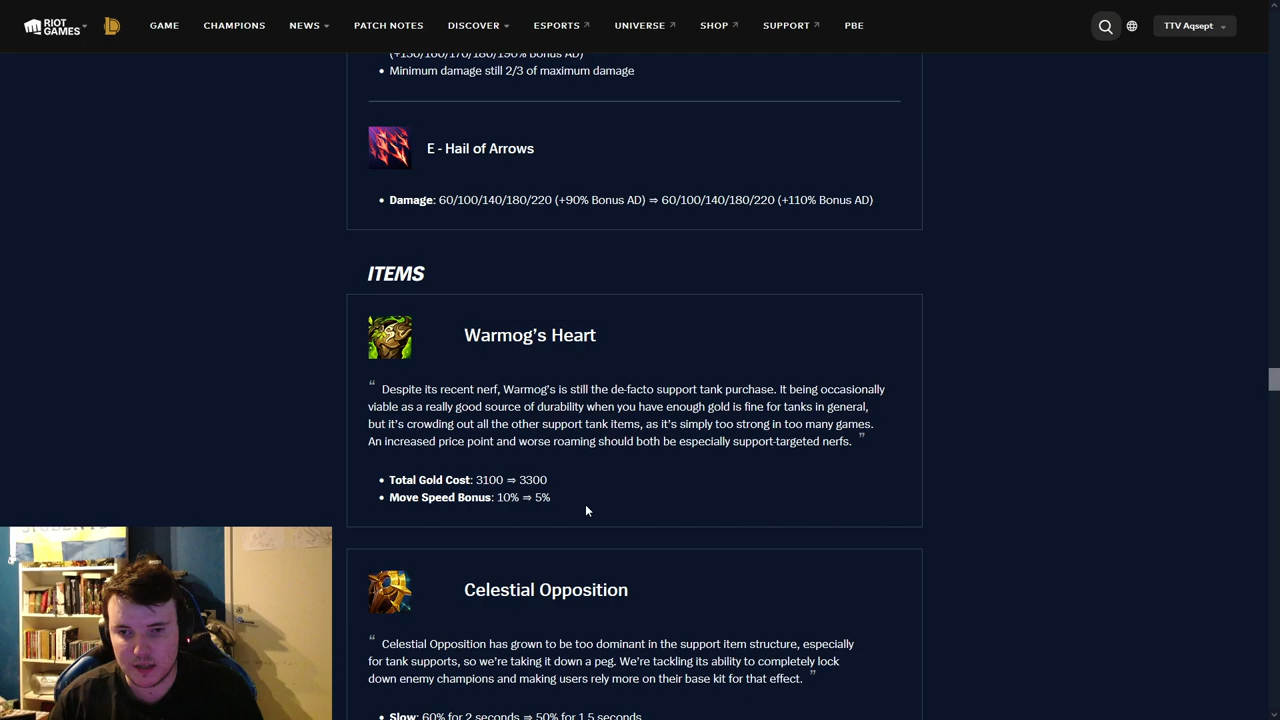 RIOT
GAMES
GAME
CHAMPIONS
NEWS
PATCH NOTES
DISCOVER
ESPORTS
UNIVERSE
SHOP
SUPPORT
PBE
TTV Aqsept
(+130/160/170/180/190% Bonus AD)
• Minimum damage still 2/3 of maximum damage
E - Hail of Arrows
• Damage: 60/100/140/180/220 (+90% Bonus AD) ⇒ 60/100/140/180/220 (+110% Bonus AD)
ITEMS
Warmog’s Heart
“ Despite its recent nerf, Warmog’s is still the de-facto support tank purchase. It being occasionally
viable as a really good source of durability when you have enough gold is fine for tanks in general,
but it’s crowding out all the other support tank items, as it’s simply too strong in too many games.
An increased price point and worse roaming should both be especially support-targeted nerfs. ”
• Total Gold Cost: 3100 ⇒ 3300
• Move Speed Bonus: 10% ⇒ 5%
Celestial Opposition
“ Celestial Opposition has grown to be too dominant in the support item structure, especially
for tank supports, so we’re taking it down a peg. We’re tackling its ability to completely lock
down enemy champions and making users rely more on their base kit for that effect. ”
• Slow: 60% for 2 seconds ⇒ 50% for 1.5 seconds